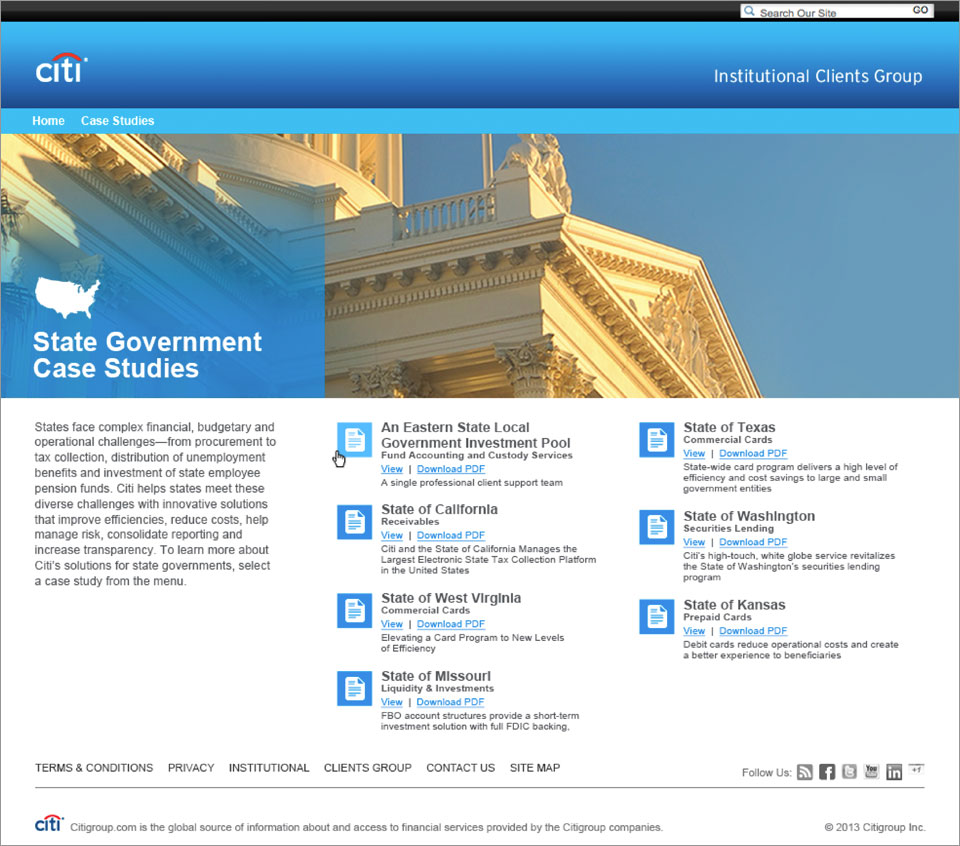 Search Our Site GO
citi
Institutional Clients Group
Home Case Studies
State Government
Case Studies
States face complex financial, budgetary and
operational challenges—from procurement to
tax collection, distribution of unemployment
benefits and investment of state employee
pension funds. Citi helps states meet these
diverse challenges with innovative solutions
that improve efficiencies, reduce costs, help
manage risk, consolidate reporting and
increase transparency. To learn more about
Citi's solutions for state governments, select
a case study from the menu.
An Eastern State Local
Government Investment Pool
Fund Accounting and Custody Services
View | Download PDF
A single professional client support team
State of California
Receivables
View | Download PDF
Citi and the State of California Manages the
Largest Electronic State Tax Collection Platform
in the United States
State of West Virginia
Commercial Cards
View | Download PDF
Elevating a Card Program to New Levels
of Efficiency
State of Missouri
Liquidity & Investments
View | Download PDF
FBO account structures provide a short-term
investment solution with full FDIC backing.
State of Texas
Commercial Cards
View | Download PDF
State-wide card program delivers a high level of
efficiency and cost savings to large and small
government entities
State of Washington
Securities Lending
View | Download PDF
Citi's high-touch, white globe service revitalizes
the State of Washington's securities lending
program
State of Kansas
Prepaid Cards
View | Download PDF
Debit cards reduce operational costs and create
a better experience to beneficiaries
TERMS & CONDITIONS PRIVACY INSTITUTIONAL CLIENTS GROUP CONTACT US SITE MAP
Follow Us: f t You in +f
citi Citigroup.com is the global source of information about and access to financial services provided by the Citigroup companies.
© 2013 Citigroup Inc.